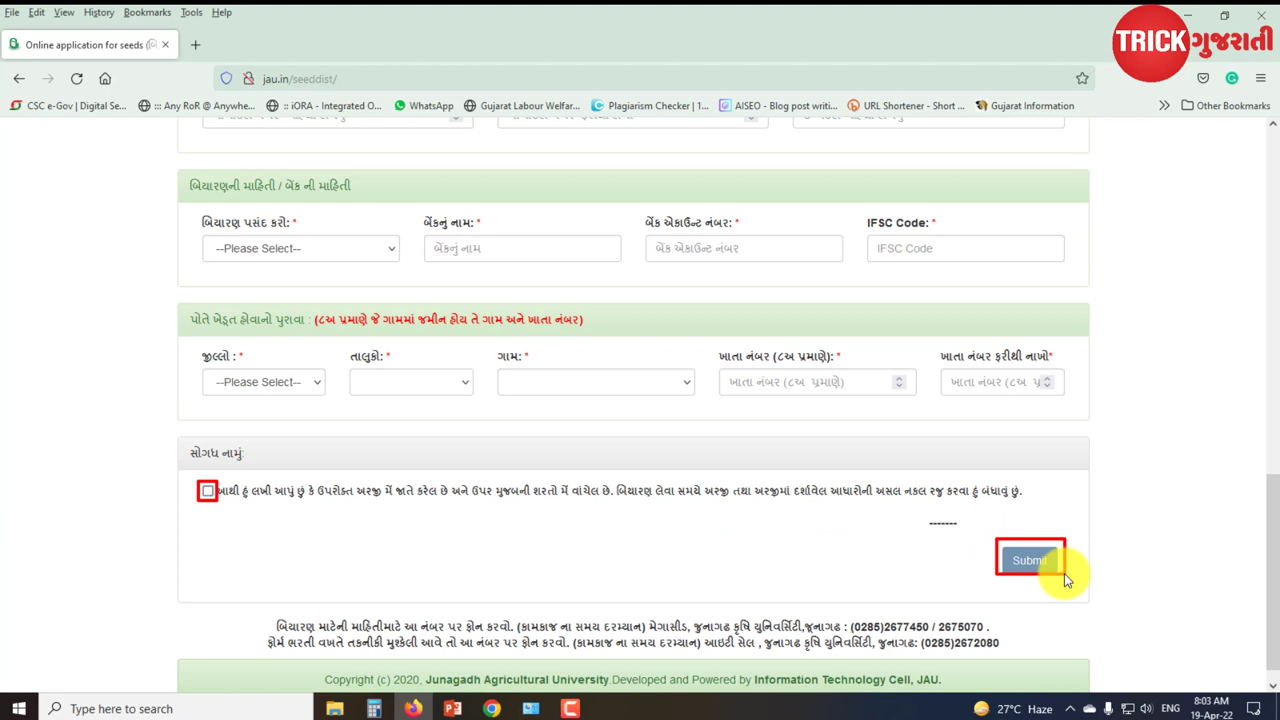 File Edit View History Bookmarks Tools Help
TRICK ગુજરાતી
Online application for seeds
jau.in/seeddist/
CSC e-Gov | Digital Se... ::: Any RoR @ Anywhe... :: iORA - Integrated O... WhatsApp Gujarat Labour Welfar... Plagiarism Checker | 1... AISEO - Blog post writi... URL Shortener - Short ... Gujarat Information Other Bookmarks
બિયારણની માહિતી / બેંક ની માહિતી
બિયારણ પસંદ કરો: * બેંકનું નામ: * બેંક એકાઉન્ટ નંબર: * IFSC Code: *
--Please Select-- બેંકનું નામ બેંક એકાઉન્ટ નંબર IFSC Code
પોતે ખેડૂત હોવાનો પુરાવા : (૮અ પ્રમાણે જે ગામમાં જમીન હોય તે ગામ અને ખાતા નંબર)
જીલ્લો : * તાલુકો: * ગામ: * ખાતા નંબર (૮અ પ્રમાણે): * ખાતા નંબર ફરીથી નાખો*
--Please Select-- ખાતા નંબર (૮અ પ્રમાણે) ખાતા નંબર (૮અ
સોગધ નામું:
આથી હું લખી આપું છું કે ઉપરોક્ત અરજી મેં જાતે કરેલ છે અને ઉપર મુજબની શરતો મેં વાંચેલ છે. બિયારણ લેવા સમયે અરજી તથા અરજીમાં દર્શાવેલ આધારોની અસલ નકલ રજુ કરવા હું બંધાવું છું.
-------
Submit
બિયારણ માટેની માહિતીમાટે આ નંબર પર ફોન કરવો. (કામકાજ ના સમય દરમ્યાન) મેગાસીડ, જુનાગઢ કૃષિ યુનિવર્સિટી,જૂનાગઢ : (0285)2677450 / 2675070 .
ફોર્મ ભરતી વખતે તકનીકી મુશ્કેલી આવે તો આ નંબર પર ફોન કરવો. (કામકાજ ના સમય દરમ્યાન) આઇટી સેલ , જુનાગઢ કૃષિ યુનિવર્સિટી, જુનાગઢ: (0285)2672080
Copyright (c) 2020, Junagadh Agricultural University.Developed and Powered by Information Technology Cell, JAU.
Type here to search 27°C Haze ENG 8:03 AM
19-Apr-22